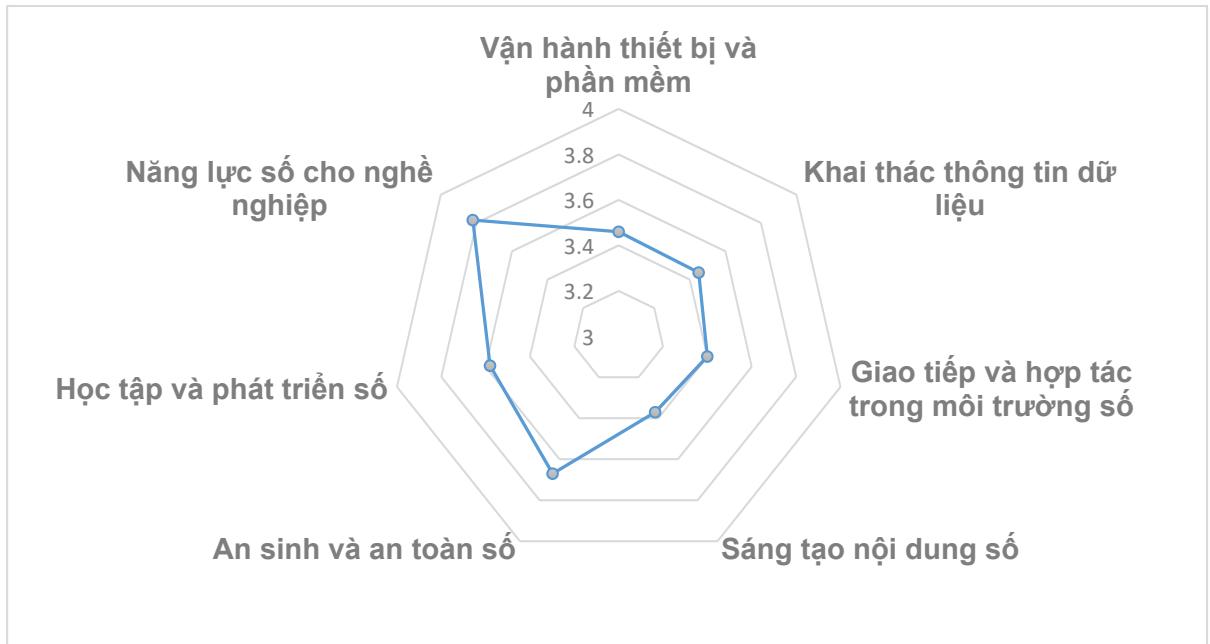 Vận hành thiết bị và
phần mềm
4
3.8
3.6
3.4
3.2
3
Khai thác thông tin dữ
liệu
Giao tiếp và hợp tác
trong môi trường số
Sáng tạo nội dung số
An sinh và an toàn số
Học tập và phát triển số
Năng lực số cho nghề
nghiệp